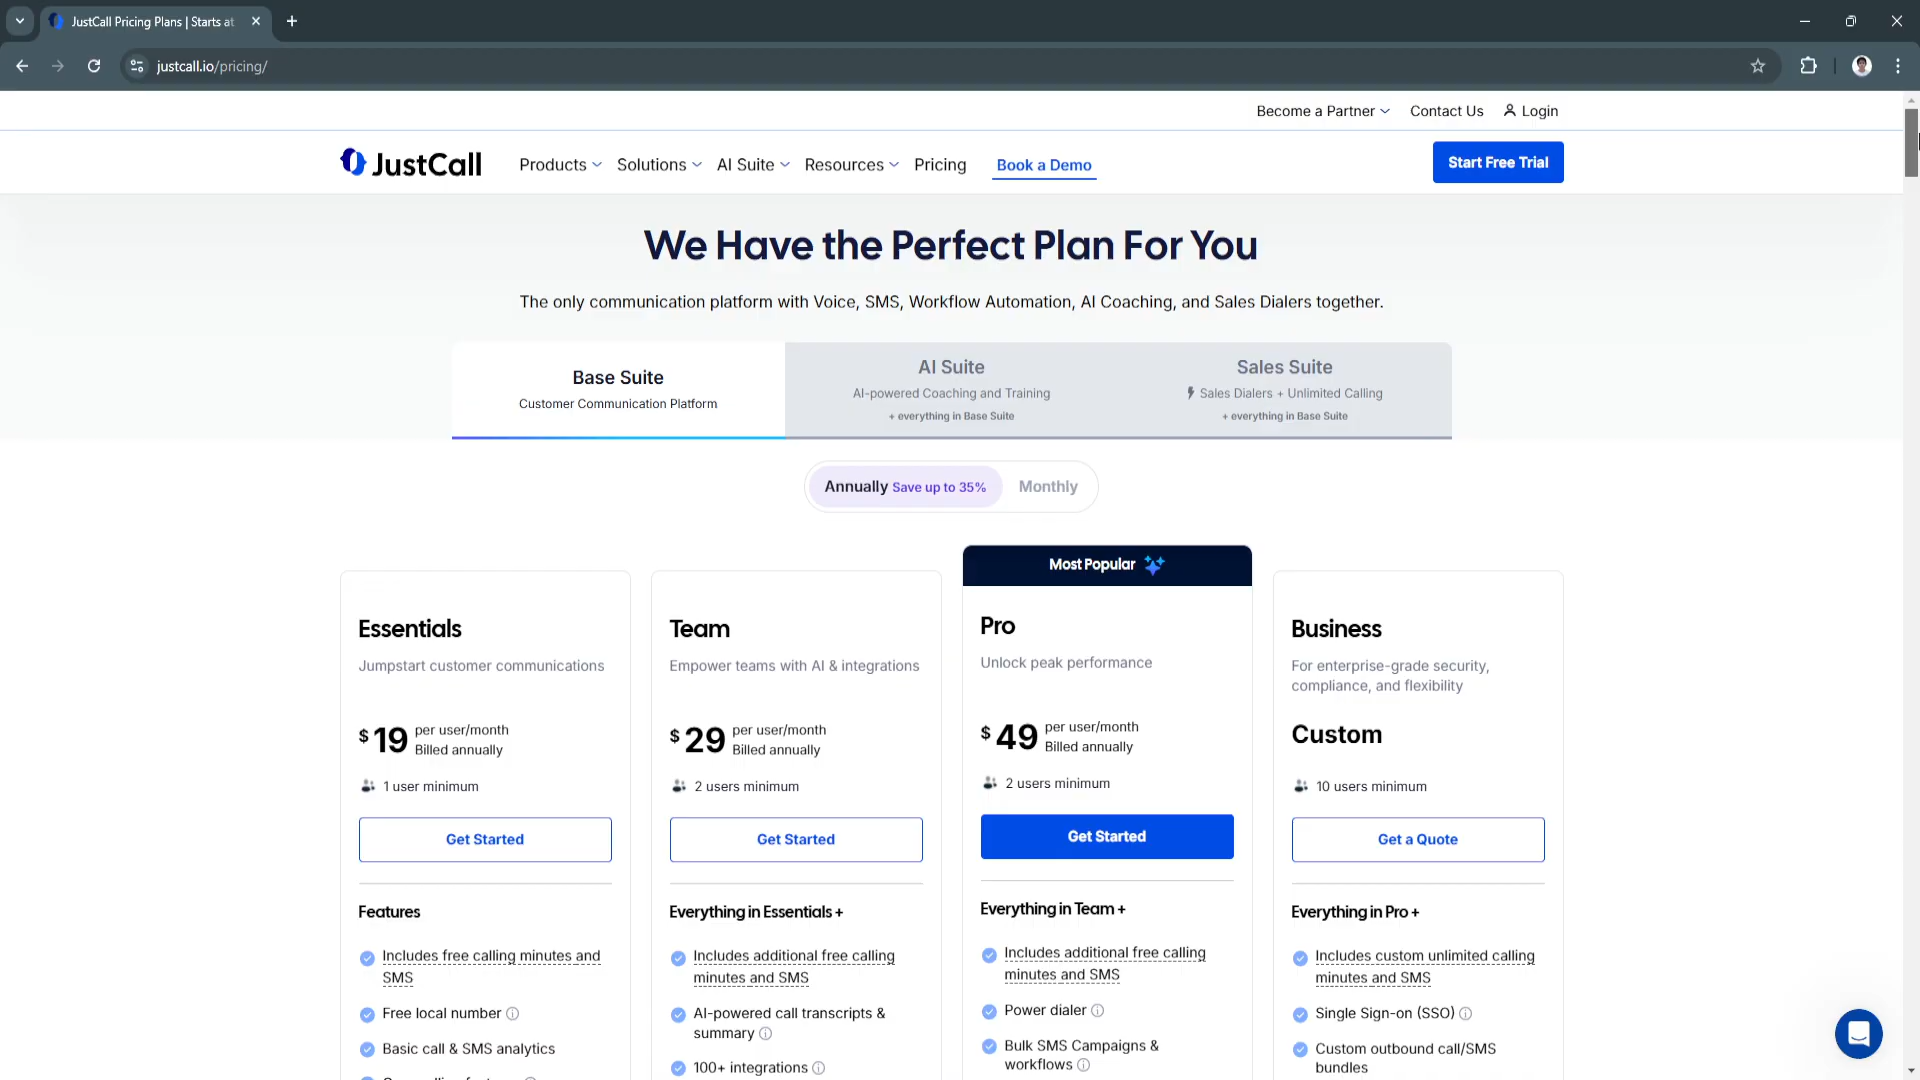 JustCall Pricing Plans | Starts at
justcall.io/pricing/
Become a Partner
Contact Us
Login
JustCall
Products
Solutions
AI Suite
Resources
Pricing
Book a Demo
Start Free Trial
We Have the Perfect Plan For You
The only communication platform with Voice, SMS, Workflow Automation, AI Coaching, and Sales Dialers together.
Base Suite
Customer Communication Platform
AI Suite
AI-powered Coaching and Training
+ everything in Base Suite
Sales Suite
Sales Dialers + Unlimited Calling
+ everything in Base Suite
Annually Save up to 35%
Monthly
Essentials
Jumpstart customer communications
$ 19 per user/month
Billed annually
1 user minimum
Get Started
Features
Includes free calling minutes and
SMS
Free local number
Basic call & SMS analytics
Team
Empower teams with AI & integrations
$ 29 per user/month
Billed annually
2 users minimum
Get Started
Everything in Essentials +
Includes additional free calling
minutes and SMS
AI-powered call transcripts &
summary
100+ integrations
Most Popular
Pro
Unlock peak performance
$ 49 per user/month
Billed annually
2 users minimum
Get Started
Everything in Team +
Includes additional free calling
minutes and SMS
Power dialer
Bulk SMS Campaigns &
workflows
Business
For enterprise-grade security,
compliance, and flexibility
Custom
10 users minimum
Get a Quote
Everything in Pro +
Includes custom unlimited calling
minutes and SMS
Single Sign-on (SSO)
Custom outbound call/SMS
bundles